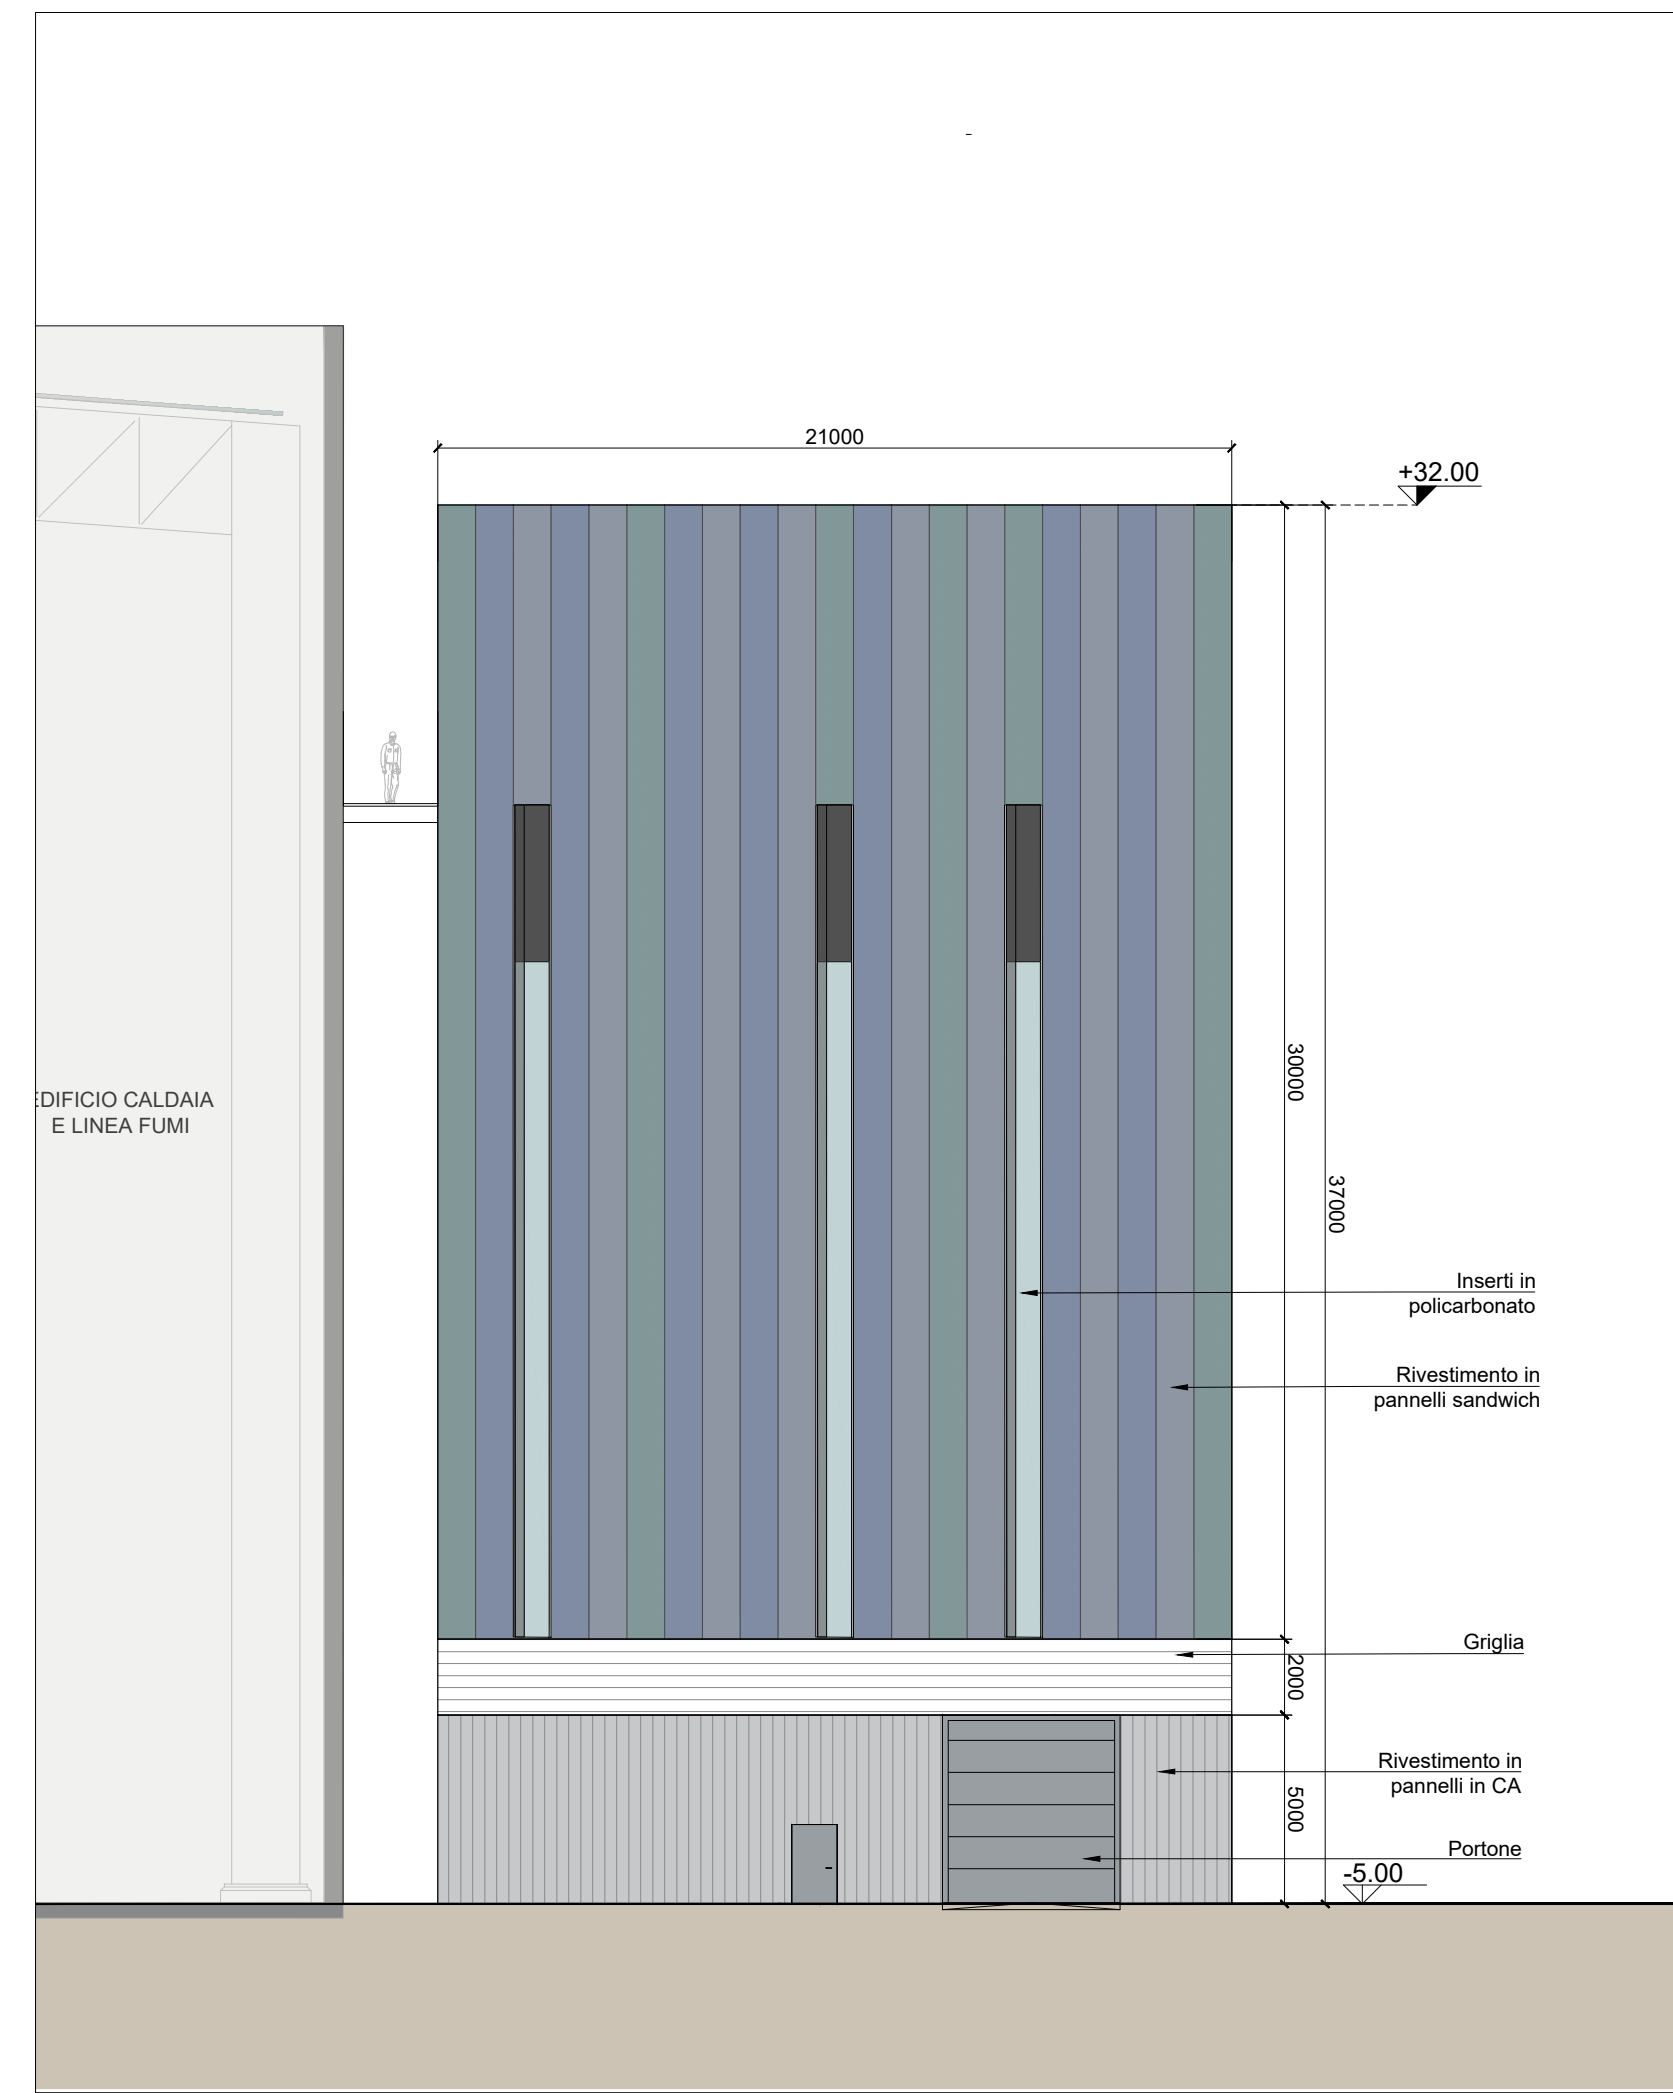 21000
+32.00
30000
37000
EDIFICIO CALDAIA
E LINEA FUMI
Inserti in
policarbonato
Rivestimento in
pannelli sandwich
Griglia
2000
Rivestimento in
pannelli in CA
5000
Portone
-5.00